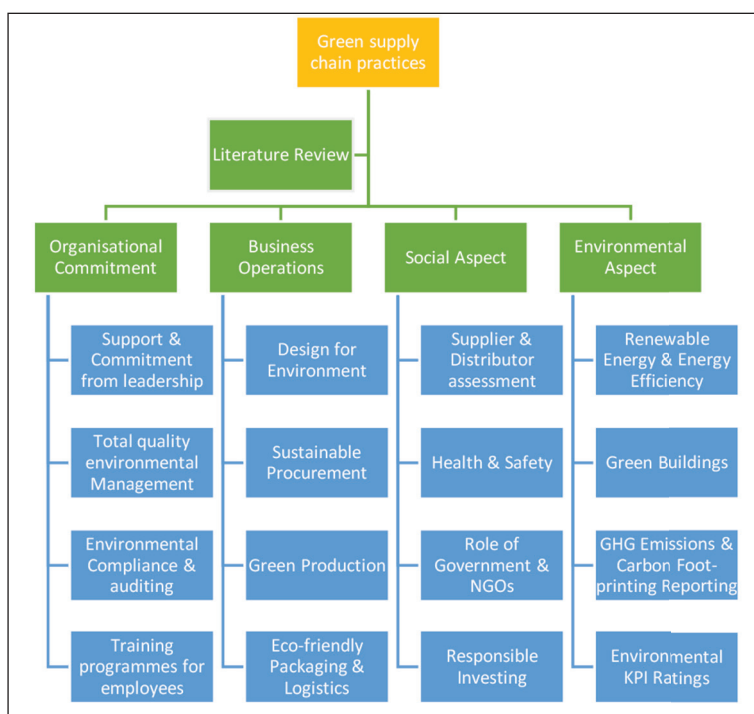 Green supply
chain practices
Literature Review
Organisational
Commitment
Business
Operations
Social Aspect
Environmental
Aspect
Support &
Commitment
from leadership
Design for
Environment
Supplier &
Distributor
assessment
Renewable
Energy & Energy
Efficiency
Total quality
environmental
Management
Sustainable
Procurement
Health & Safety
Green Buildings
Environmental
Compliance &
auditing
Green Production
Role of
Government &
NGOs
GHG Emissions &
Carbon Foot-
printing Reporting
Training
programmes for
employees
Eco-friendly
Packaging &
Logistics
Responsible
Investing
Environmental
KPI Ratings